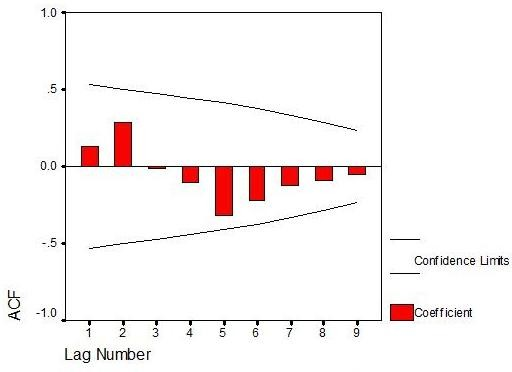 1.0
.5
0.0
-.5
-1.0
ACF
1 2 3 4 5 6 7 8 9
Lag Number
Confidence Limits
Coefficient